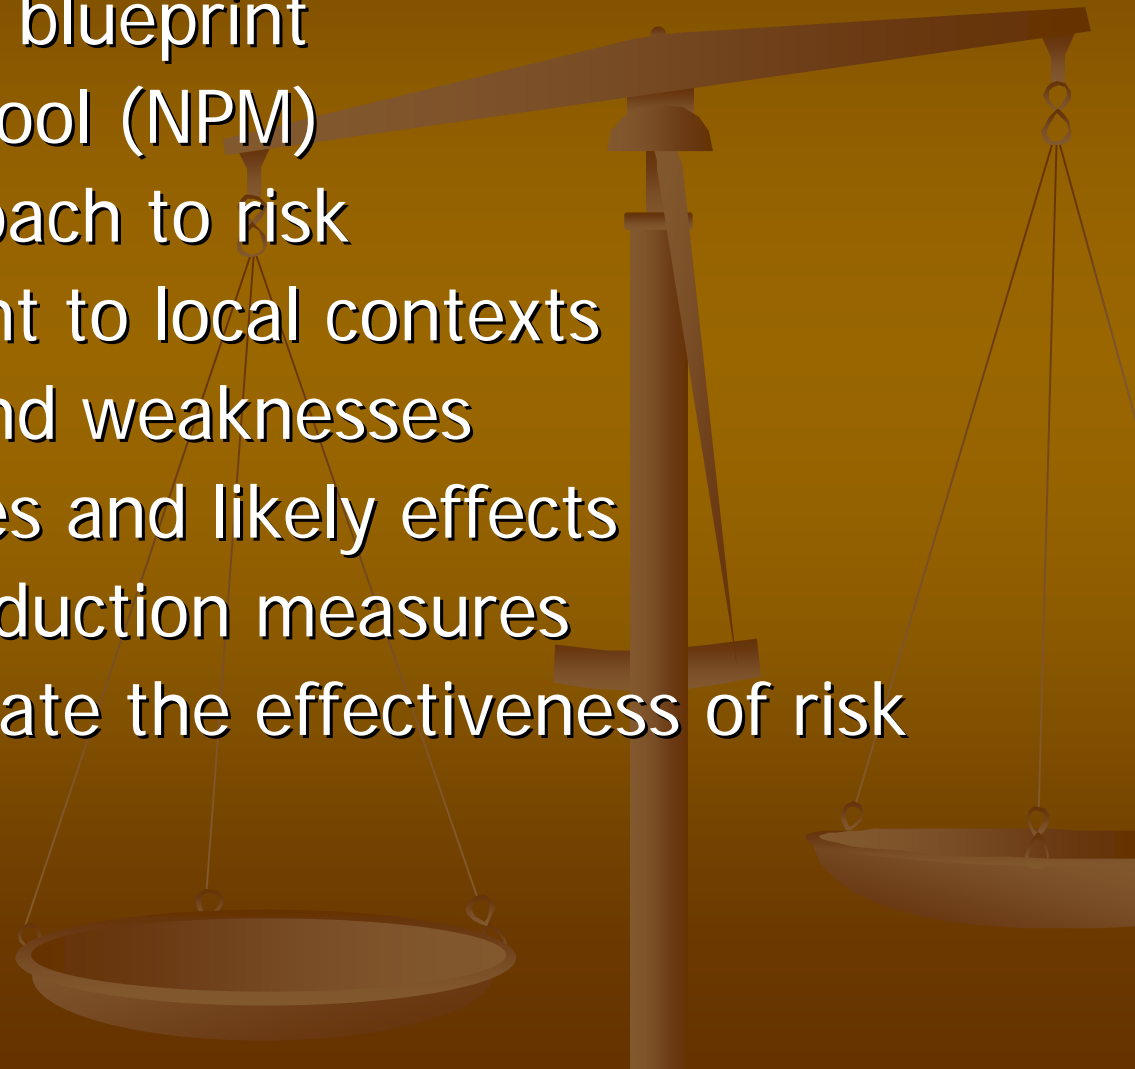 blueprint
ool (NPM)
oach to risk
nt to local contexts
nd weaknesses
es and likely effects
duction measures
ate the effectiveness of risk